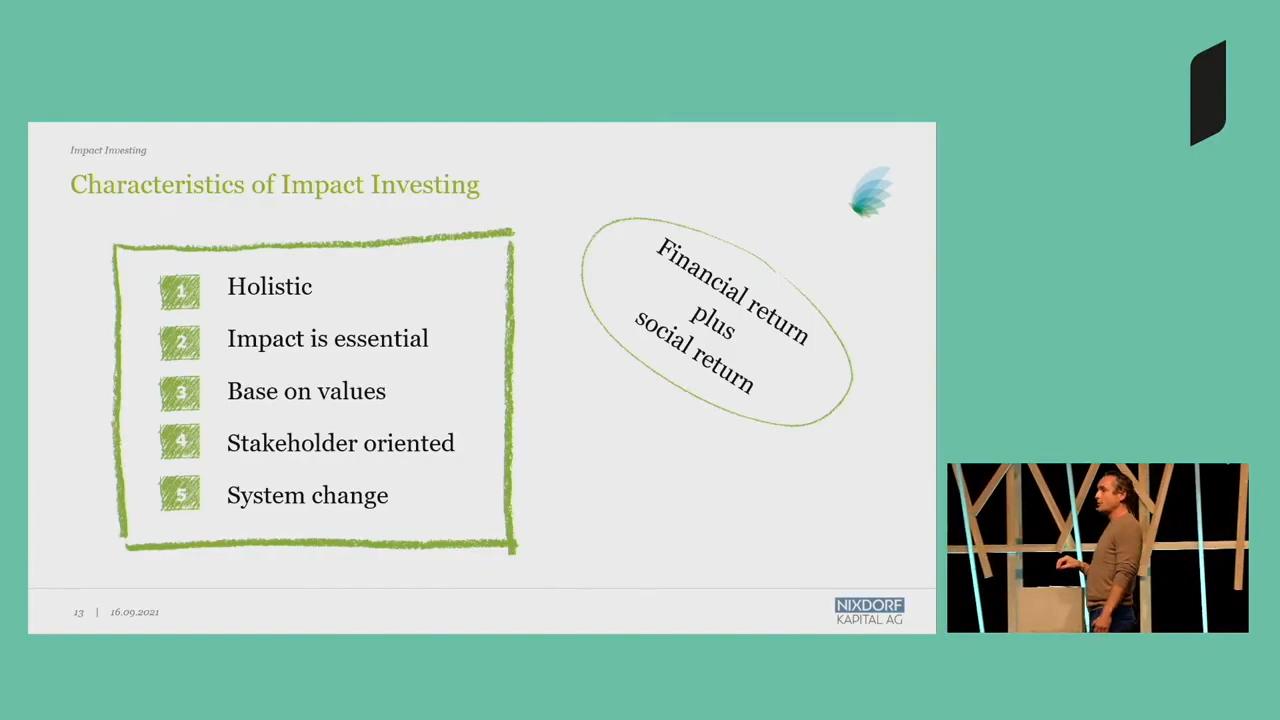 Impact Investing
Characteristics of Impact Investing
1 Holistic
2 Impact is essential
3 Base on values
4 Stakeholder oriented
5 System change
Financial return
plus
social return
13 | 16.09.2021
NIXDORF
KAPITAL AG